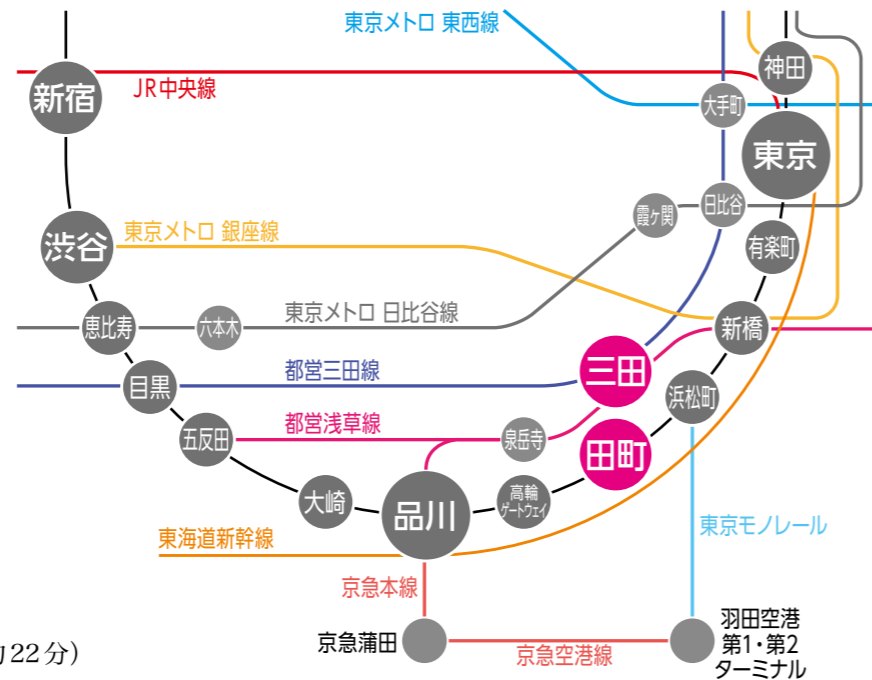 東京メトロ 東西線
神田
新宿
JR中央線
大手町
東京
日比谷
霞ヶ関
東京メトロ 銀座線
渋谷
有楽町
東京メトロ 日比谷線
恵比寿
六本木
新橋
三田
都営三田線
目黒
浜松町
都営浅草線
五反田
泉岳寺
田町
大崎
高輪
ゲートウェイ
品川
東京モノレール
東海道新幹線
京急本線
羽田空港
第1・第2
ターミナル
京急蒲田
京急空港線
22分)